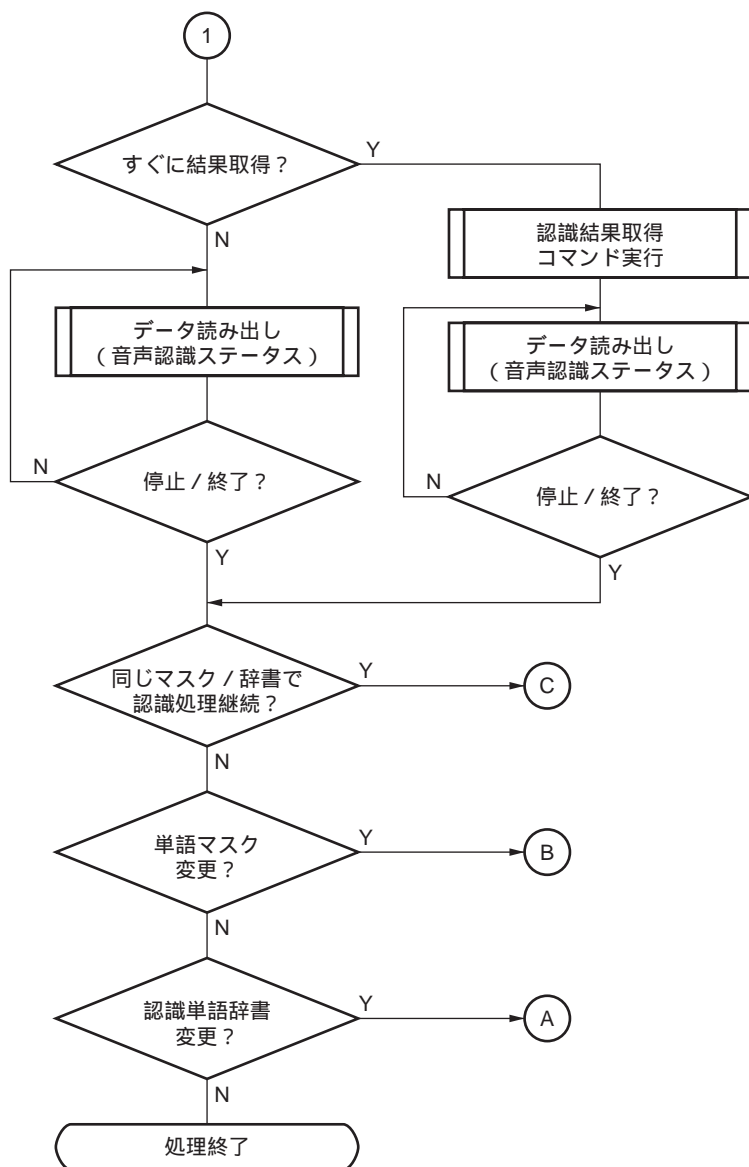 1
すぐに結果取得？
Y
N
認識結果取得
コマンド実行
データ読み出し
（音声認識ステータス）
データ読み出し
（音声認識ステータス）
N
停止／終了？
Y
N
停止／終了？
Y
同じマスク／辞書で
認識処理継続？
Y
C
N
単語マスク
変更？
Y
B
N
認識単語辞書
変更？
Y
A
N
処理終了